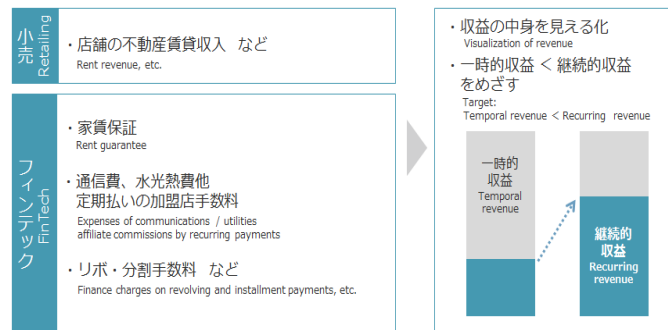 小売
Retailing
・店舗の不動産賃貸収入 など
Rent revenue, etc.
フィンテック
FinTech
・家賃保証
Rent guarantee
・通信費、水光熱費他
定期払いの加盟店手数料
Expenses of communications / utilities
affiliate commissions by recurring payments
・リボ・分割手数料 など
Finance charges on revolving and installment payments, etc.
・収益の中身を見える化
Visualization of revenue
・一時的収益 < 継続的収益
をめざす
Target:
Temporal revenue < Recurring revenue
一時的
収益
Temporal
revenue
継続的
収益
Recurring
revenue